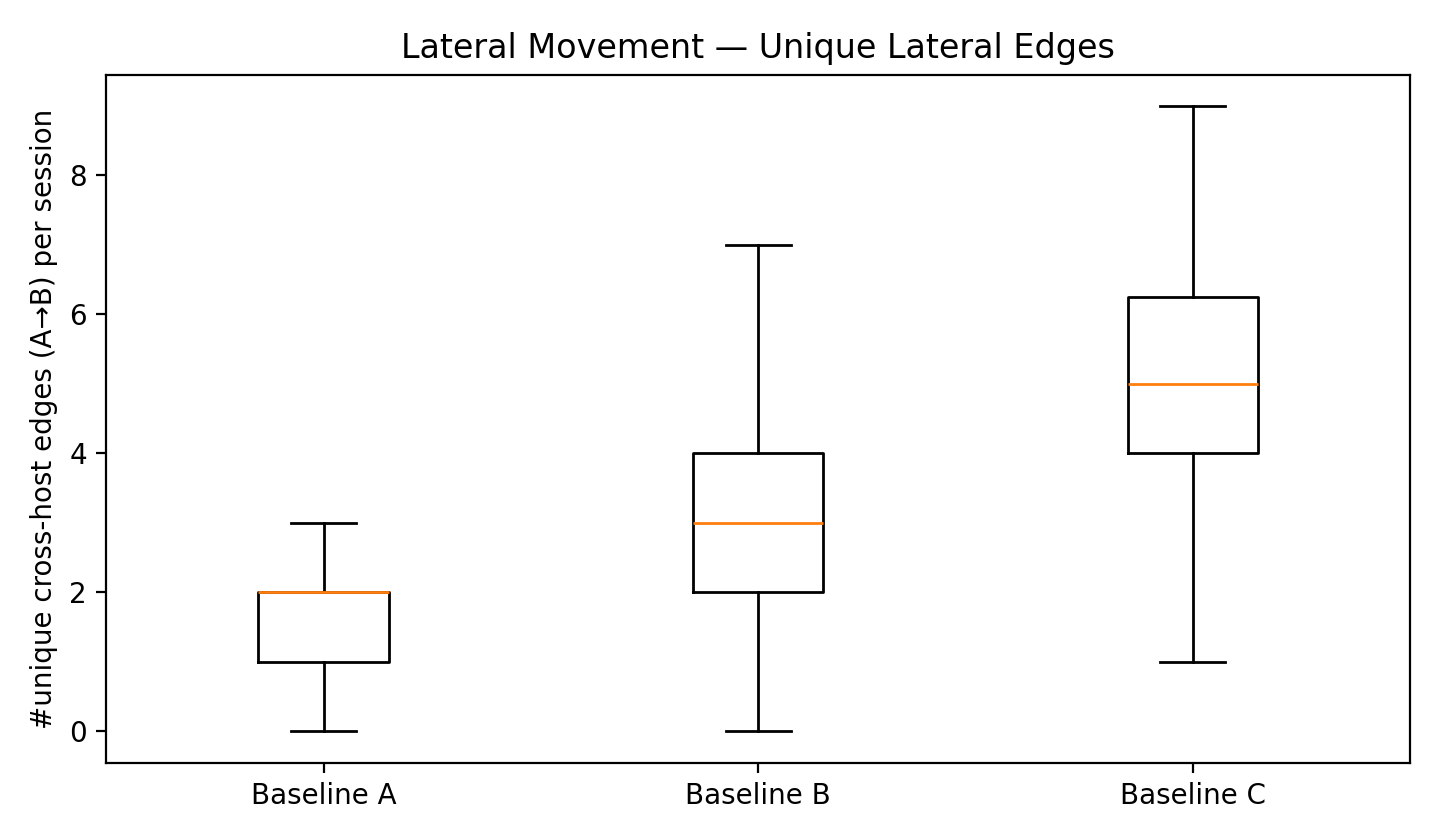 Lateral Movement — Unique Lateral Edges
#unique cross-host edges (A→B) per session
8
6
4
2
0
Baseline A
Baseline B
Baseline C